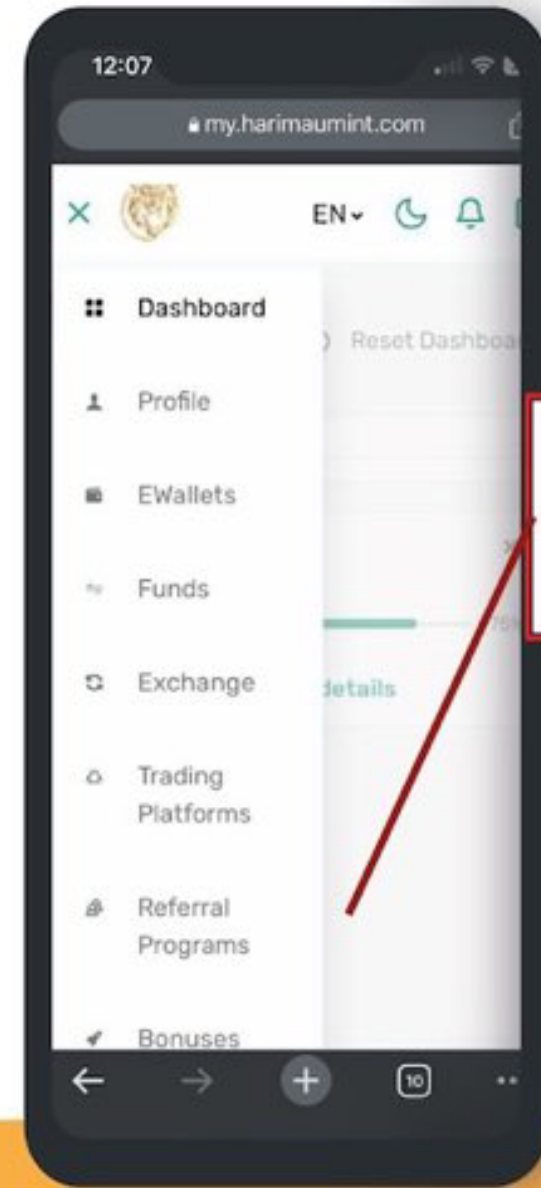 12:07
my.harimaumint.com
EN
Dashboard
Reset
Profile
EWallets
Funds
75%
Exchange
details
Trading
Platforms
Referral
Programs
Bonuses
10